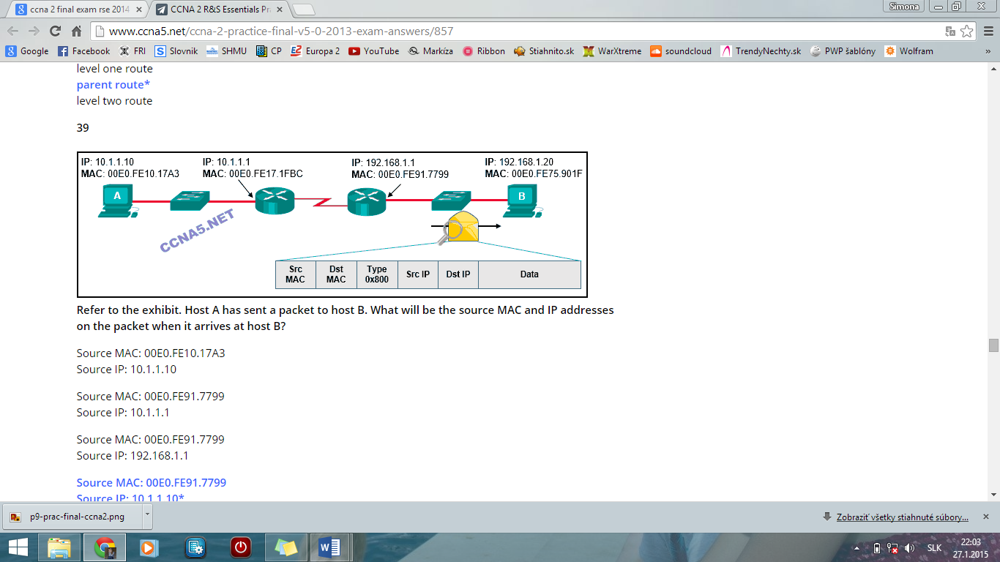 ccna 2 final exam rse 2014
CCNA 2 R&S Essentials Pr
Simona
www.ccna5.net/ccna-2-practice-final-v5-0-2013-exam-answers/857
Google Facebook FRI Slovnik SHMU CP Europa 2 YouTube Markíza Ribbon Stiahnito.sk WarXtreme soundcloud TrendyNechty.sk PWP šablóny Wolfram »
level one route
parent route*
level two route
39
IP: 10.1.1.10 IP: 10.1.1.1 IP: 192.168.1.1 IP: 192.168.1.20
MAC: 00E0.FE10.17A3 MAC: 00E0.FE17.1FBC MAC: 00E0.FE91.7799 MAC: 00E0.FE75.901F
A B
CCNA5.NET
Src MAC Dst MAC Type 0x800 Src IP Dst IP Data
Refer to the exhibit. Host A has sent a packet to host B. What will be the source MAC and IP addresses
on the packet when it arrives at host B?
Source MAC: 00E0.FE10.17A3
Source IP: 10.1.1.10
Source MAC: 00E0.FE91.7799
Source IP: 10.1.1.1
Source MAC: 00E0.FE91.7799
Source IP: 192.168.1.1
Source MAC: 00E0.FE91.7799
Source IP: 10.1.1.10*
p9-prac-final-ccna2.png
Zobraziť všetky stiahnuté súbory...
SLK
22:03
27.1.2015